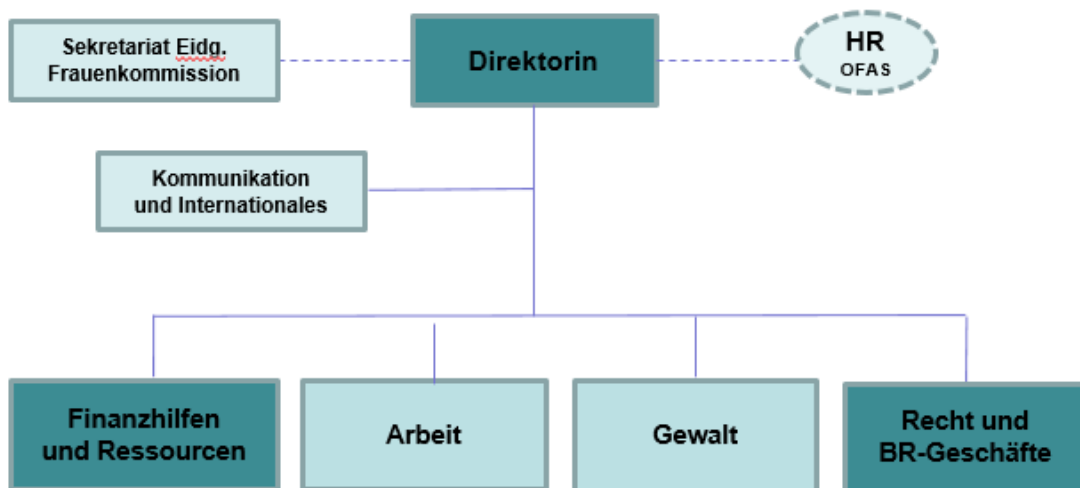 Sekretariat Eidg.
Frauenkommission
Direktorin
HR
OFAS
Kommunikation
und Internationales
Finanzhilfen
und Ressourcen
Arbeit
Gewalt
Recht und
BR-Geschäfte